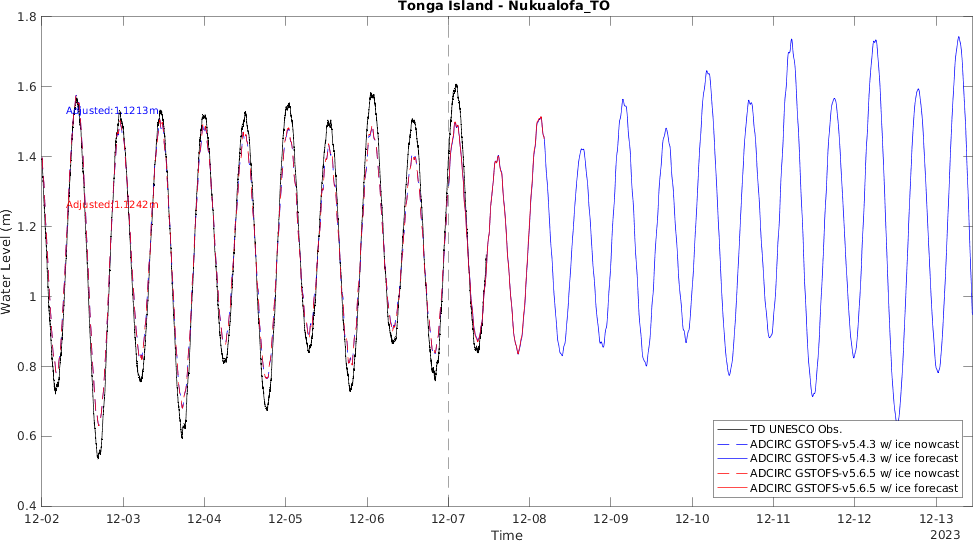 Tonga Island - Nukualofa_TO
1.8
1.6
1.4
1.2
1
0.8
0.6
0.4
Water Level (m)
Adjusted:1.1213m
Adjusted:1.1242m
TD UNESCO Obs.
ADCIRC GSTOFS-v5.4.3 w/ ice nowcast
ADCIRC GSTOFS-v5.4.3 w/ ice forecast
ADCIRC GSTOFS-v5.6.5 w/ ice nowcast
ADCIRC GSTOFS-v5.6.5 w/ ice forecast
12-02 12-03 12-04 12-05 12-06 12-07 12-08 12-09 12-10 12-11 12-12 12-13
2023
Time